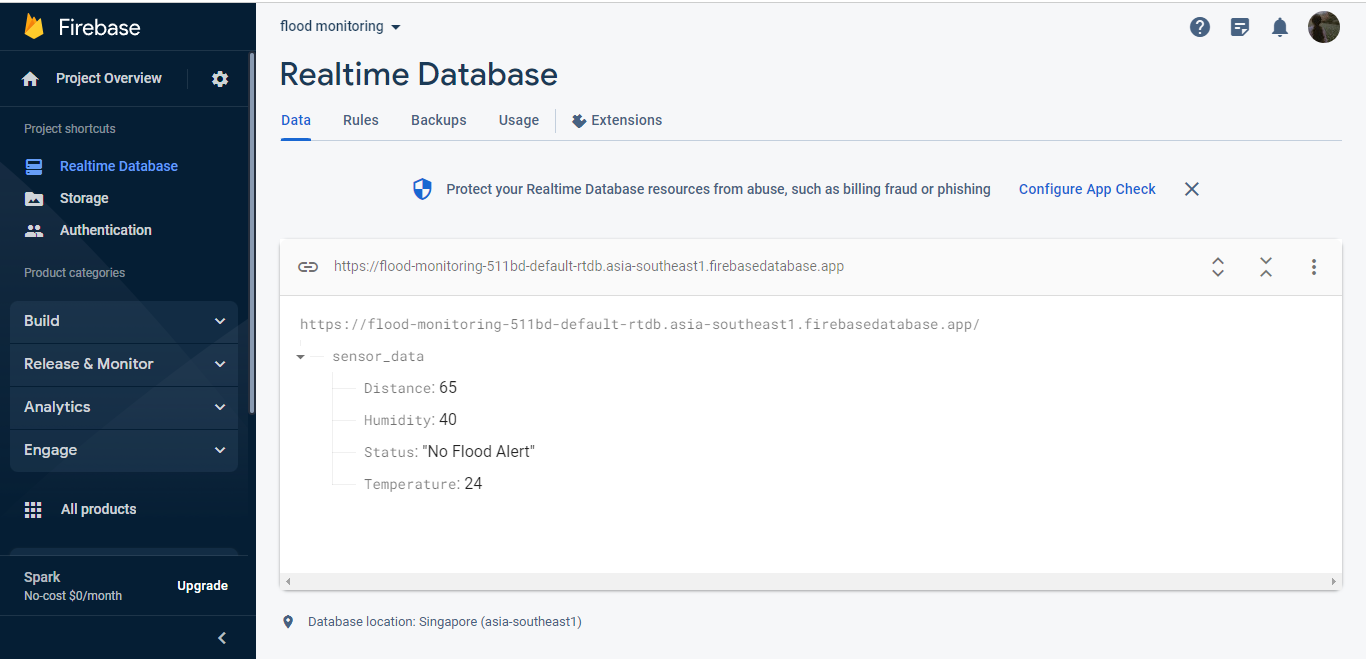 Firebase
flood monitoring
Project Overview
Realtime Database
Project shortcuts
Data Rules Backups Usage Extensions
Realtime Database
Storage
Authentication
Protect your Realtime Database resources from abuse, such as billing fraud or phishing Configure App Check
Product categories
Build
Release & Monitor
Analytics
Engage
All products
Spark
No-cost $0/month
Upgrade
https://flood-monitoring-511bd-default-rtdb.asia-southeast1.firebasedatabase.app
https://flood-monitoring-511bd-default-rtdb.asia-southeast1.firebasedatabase.app/
sensor_data
Distance: 65
Humidity: 40
Status: "No Flood Alert"
Temperature: 24
Database location: Singapore (asia-southeast1)